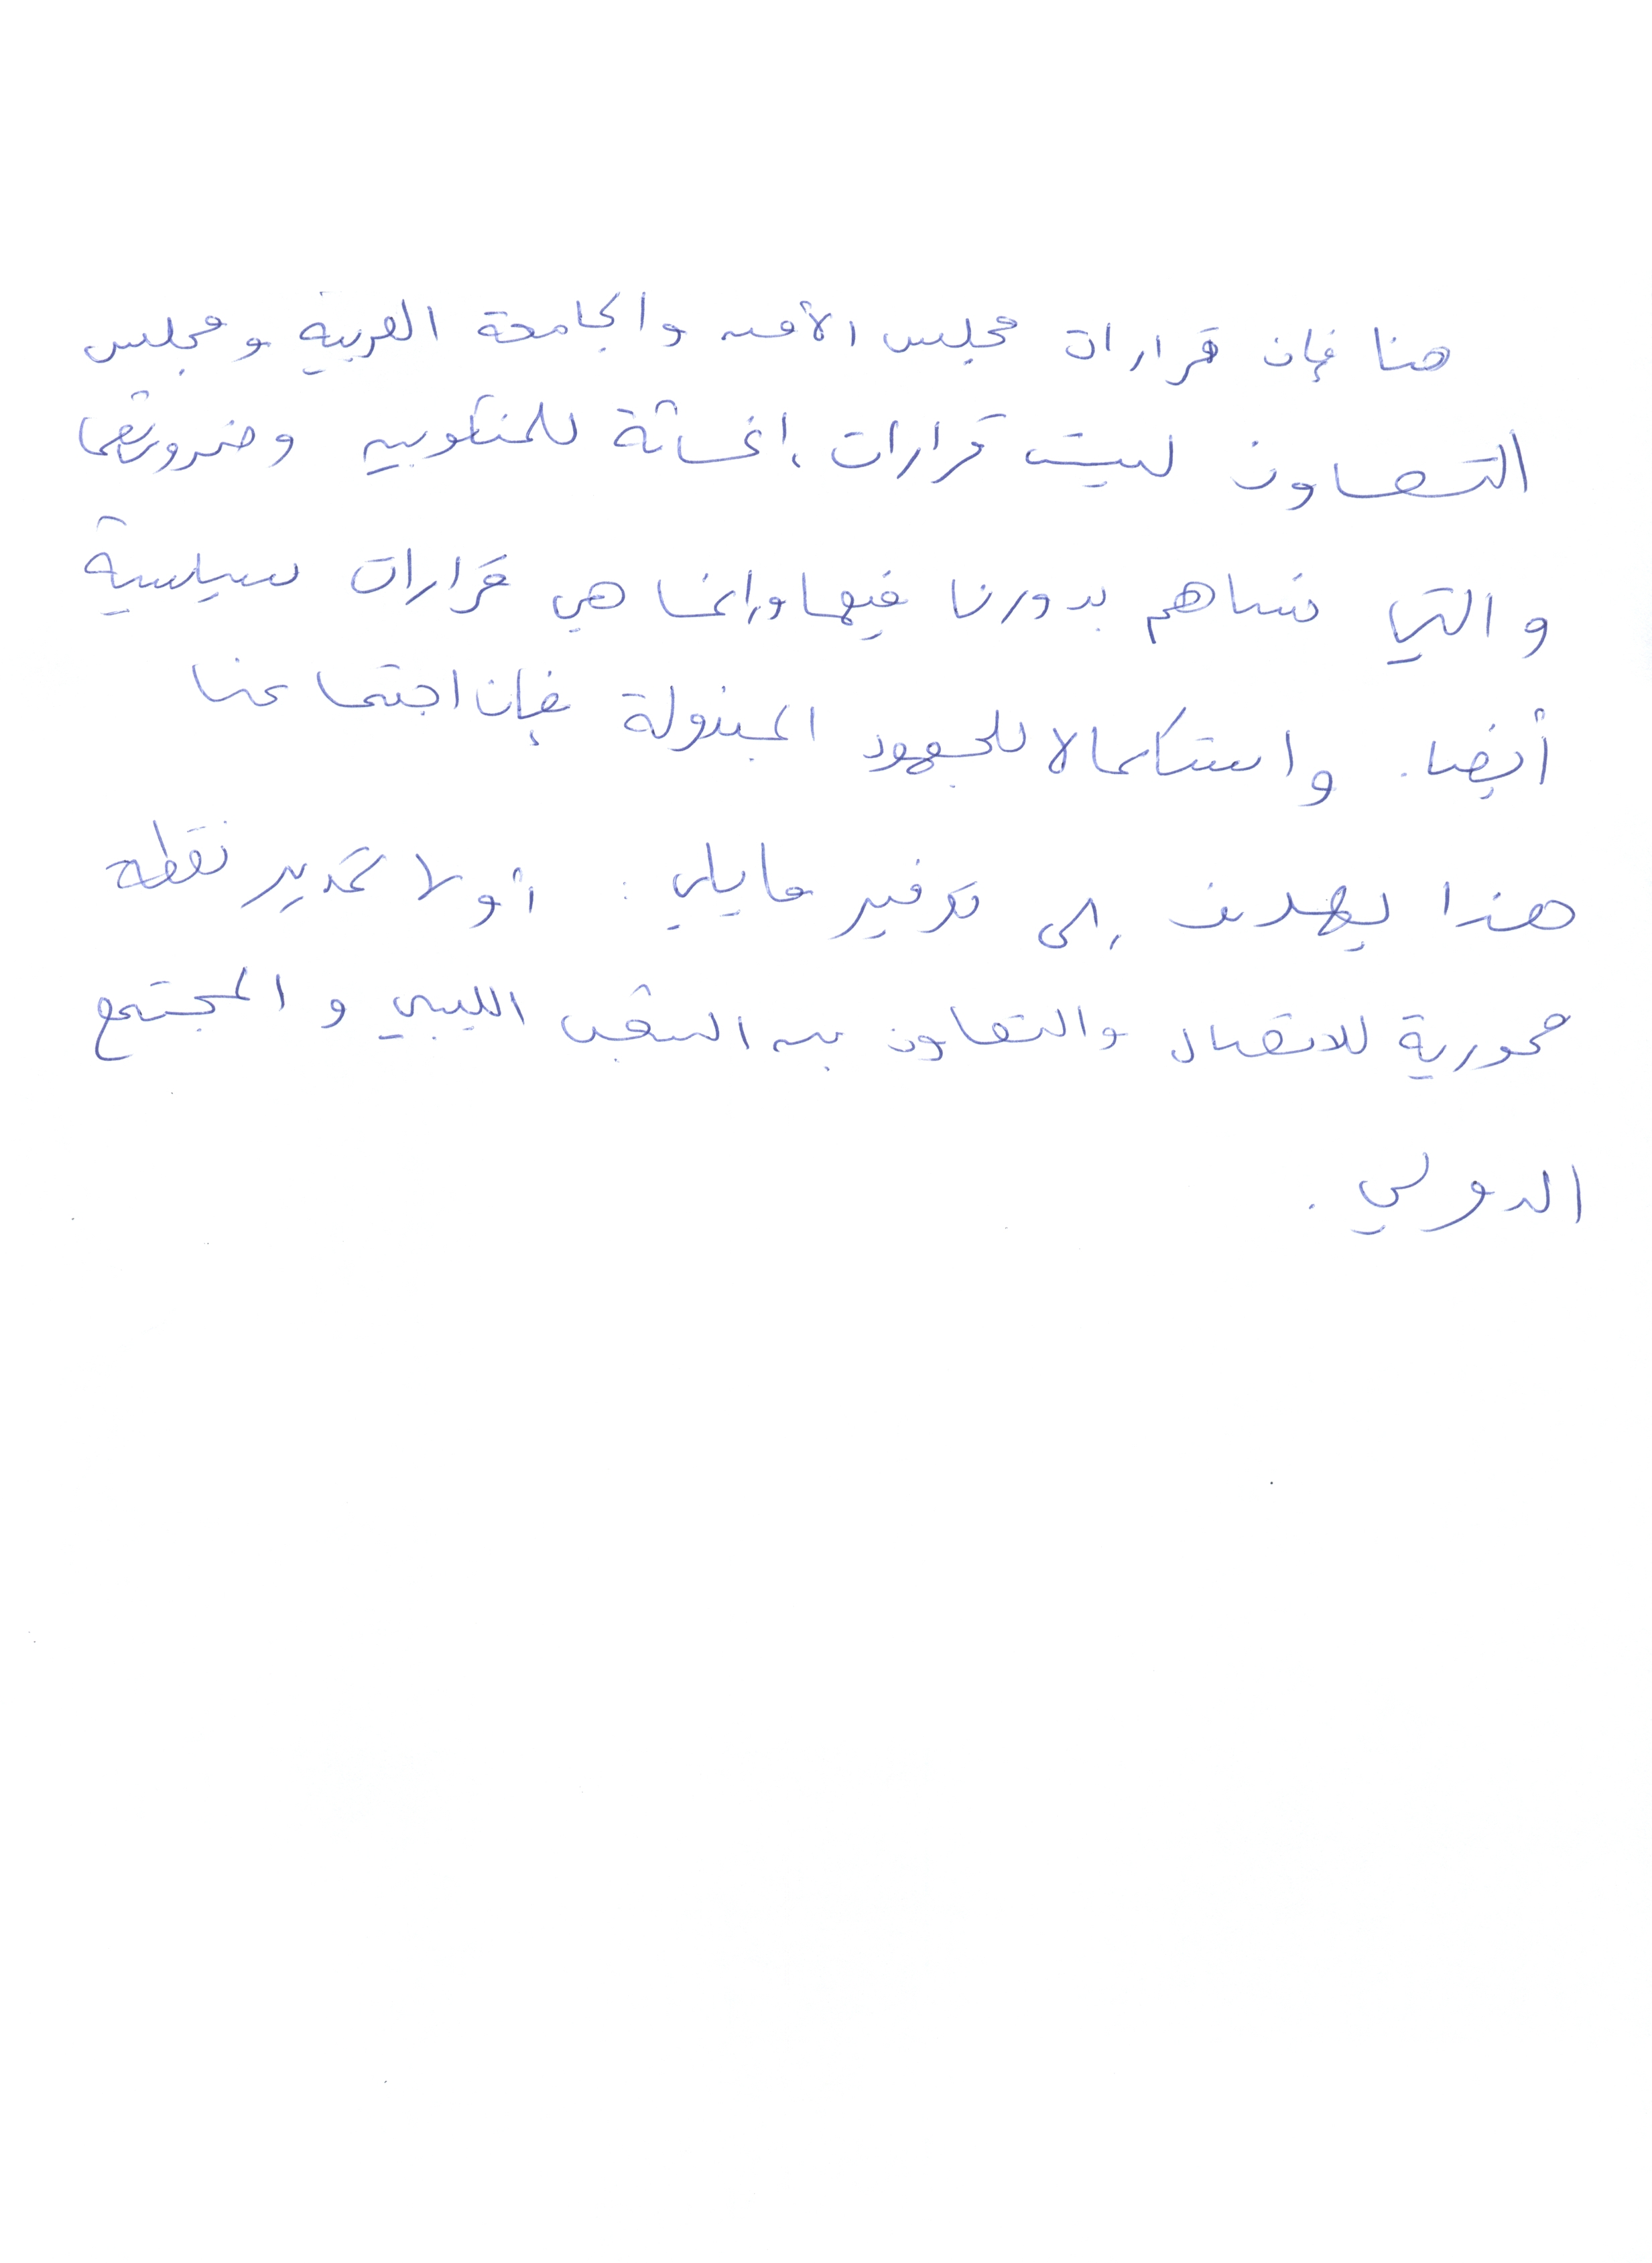 هنا فإن قرارات مجلس الأمن والجامعة العربية ومجلس
التعاون ليست قرارات إغاثة للمنكوبين وضرورتها
والتي نساهم بدورنا فيها وإنما هي قرارات سياسية
أيضا. واستكمالا للجهود المبذولة فإن اجتماعنا
هذا يهدف إلى توفير مايلي : أولا تحديد نقطة
محورية للاتصال والتعاون بين الشعب الليبي والمجتمع
الدولي .